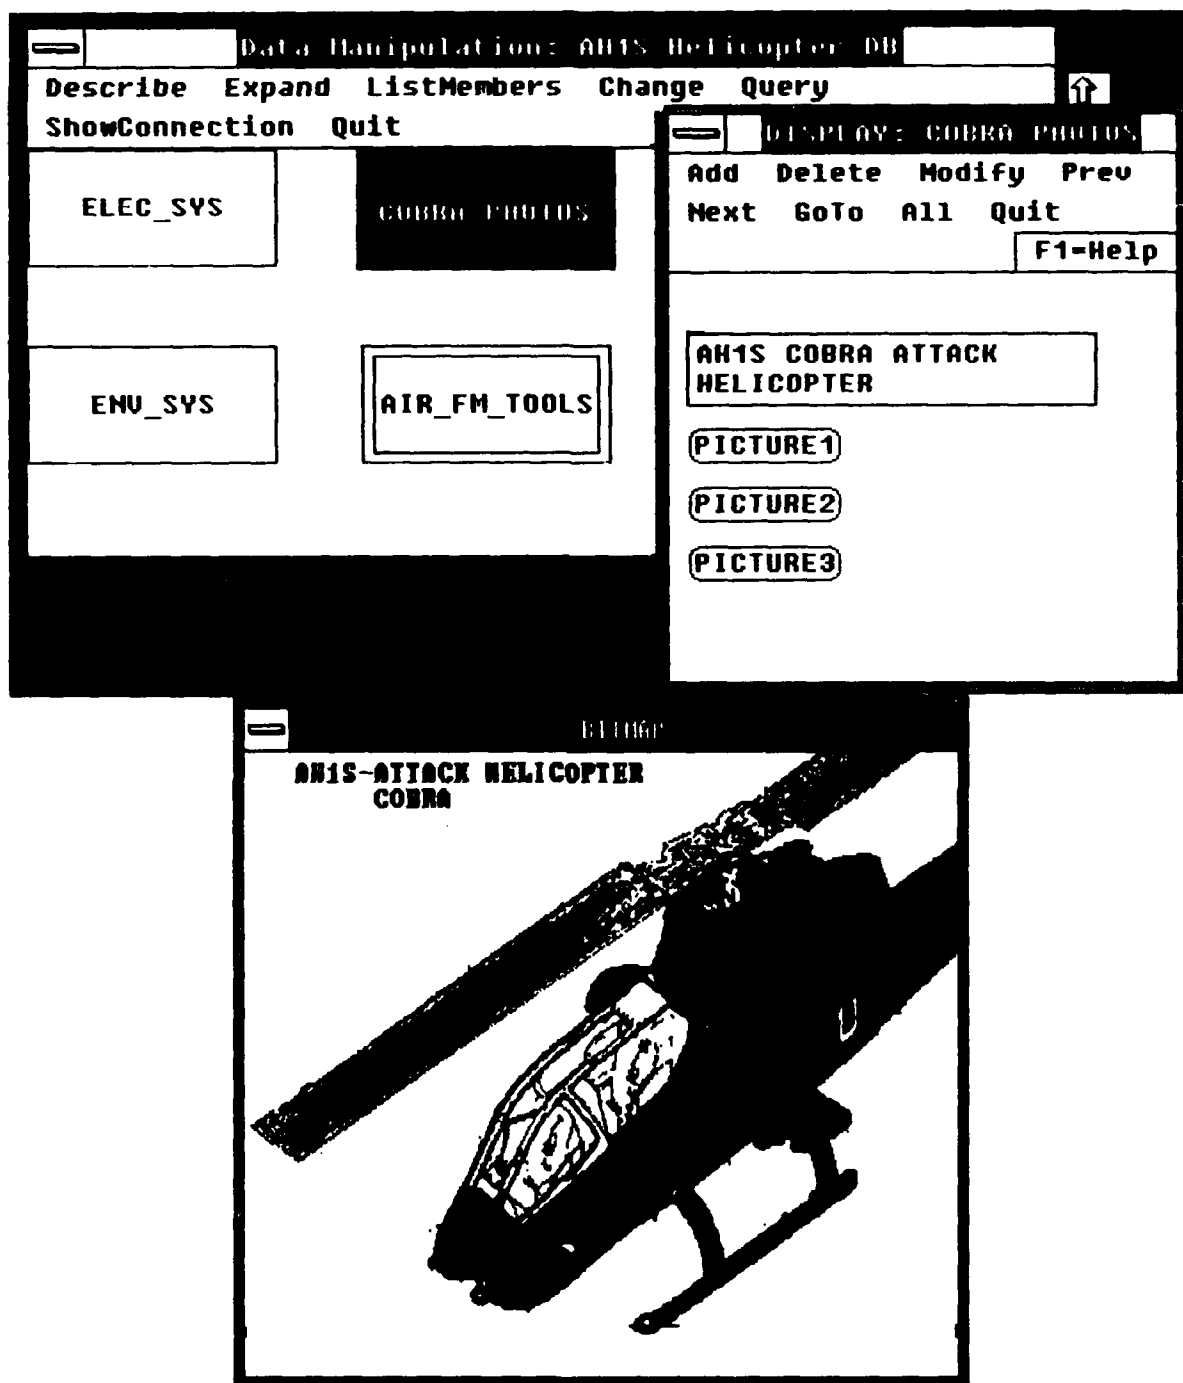 Data Manipulation: AH1S Helicopter DB
Describe Expand ListMembers Change Query
ShowConnection Quit
ELEC_SYS
COBRA PHOTOS
ENV_SYS
AIR_FM_TOOLS
DISPLAY: COBRA PHOTOS
Add Delete Modify Prev
Next GoTo All Quit
F1=Help
AH1S COBRA ATTACK
HELICOPTER
PICTURE1
PICTURE2
PICTURE3
BITMAP
AH1S-ATTACK HELICOPTER
COBRA